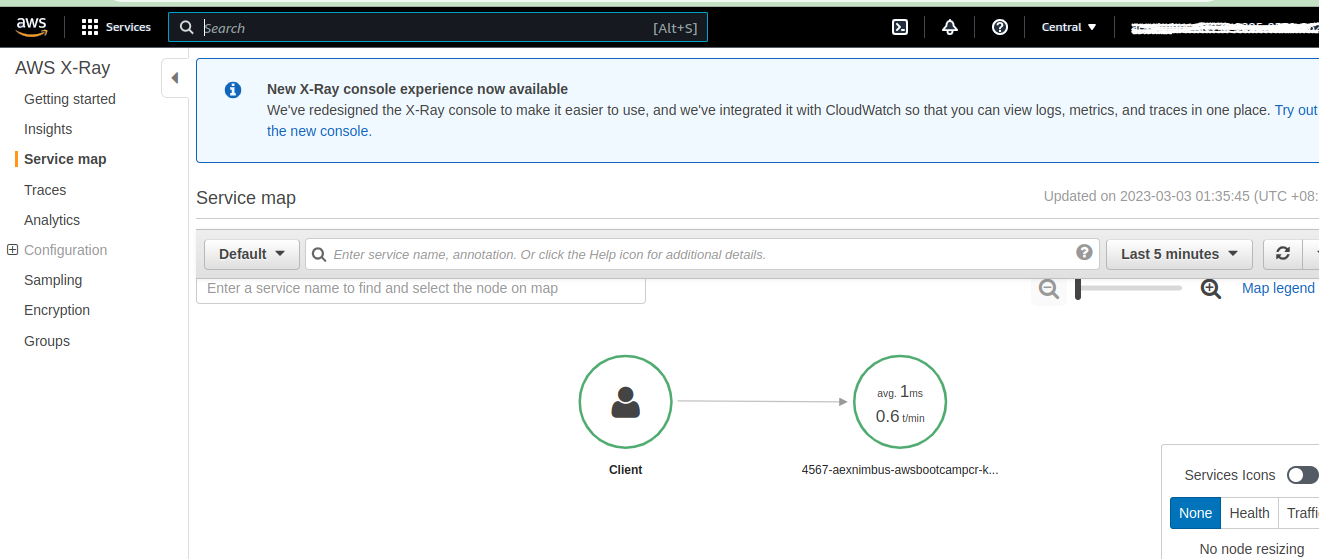 aws
Services
Search
[Alt+S]
Central
AWS X-Ray
Getting started
Insights
Service map
Traces
Analytics
Configuration
Sampling
Encryption
Groups
New X-Ray console experience now available
We've redesigned the X-Ray console to make it easier to use, and we've integrated it with CloudWatch so that you can view logs, metrics, and traces in one place. Try out
the new console.
Service map
Updated on 2023-03-03 01:35:45 (UTC +08:
Default
Enter service name, annotation. Or click the Help icon for additional details.
Last 5 minutes
Enter a service name to find and select the node on map
Map legend
avg. 1ms
0.6 t/min
Client
4567-aexnimbus-awsbootcampcr-k...
Services Icons
None
Health
Traffi
No node resizing